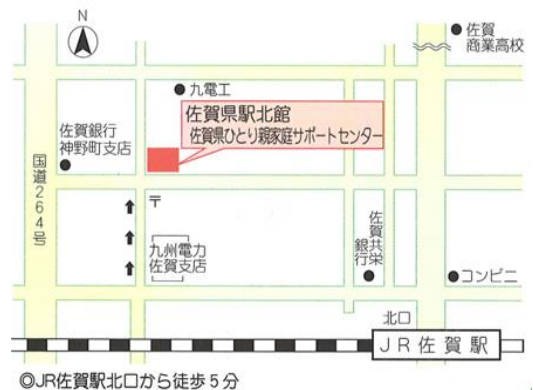 N
佐賀
商業高校
九電工
佐賀県駅北館
佐賀県ひとり親家庭サポートセンター
佐賀銀行
神野町支店
国道264号
〒
九州電力
佐賀支店
佐賀共栄
銀行
コンビニ
北口
JR佐賀駅
◎JR佐賀駅北口から徒歩5分